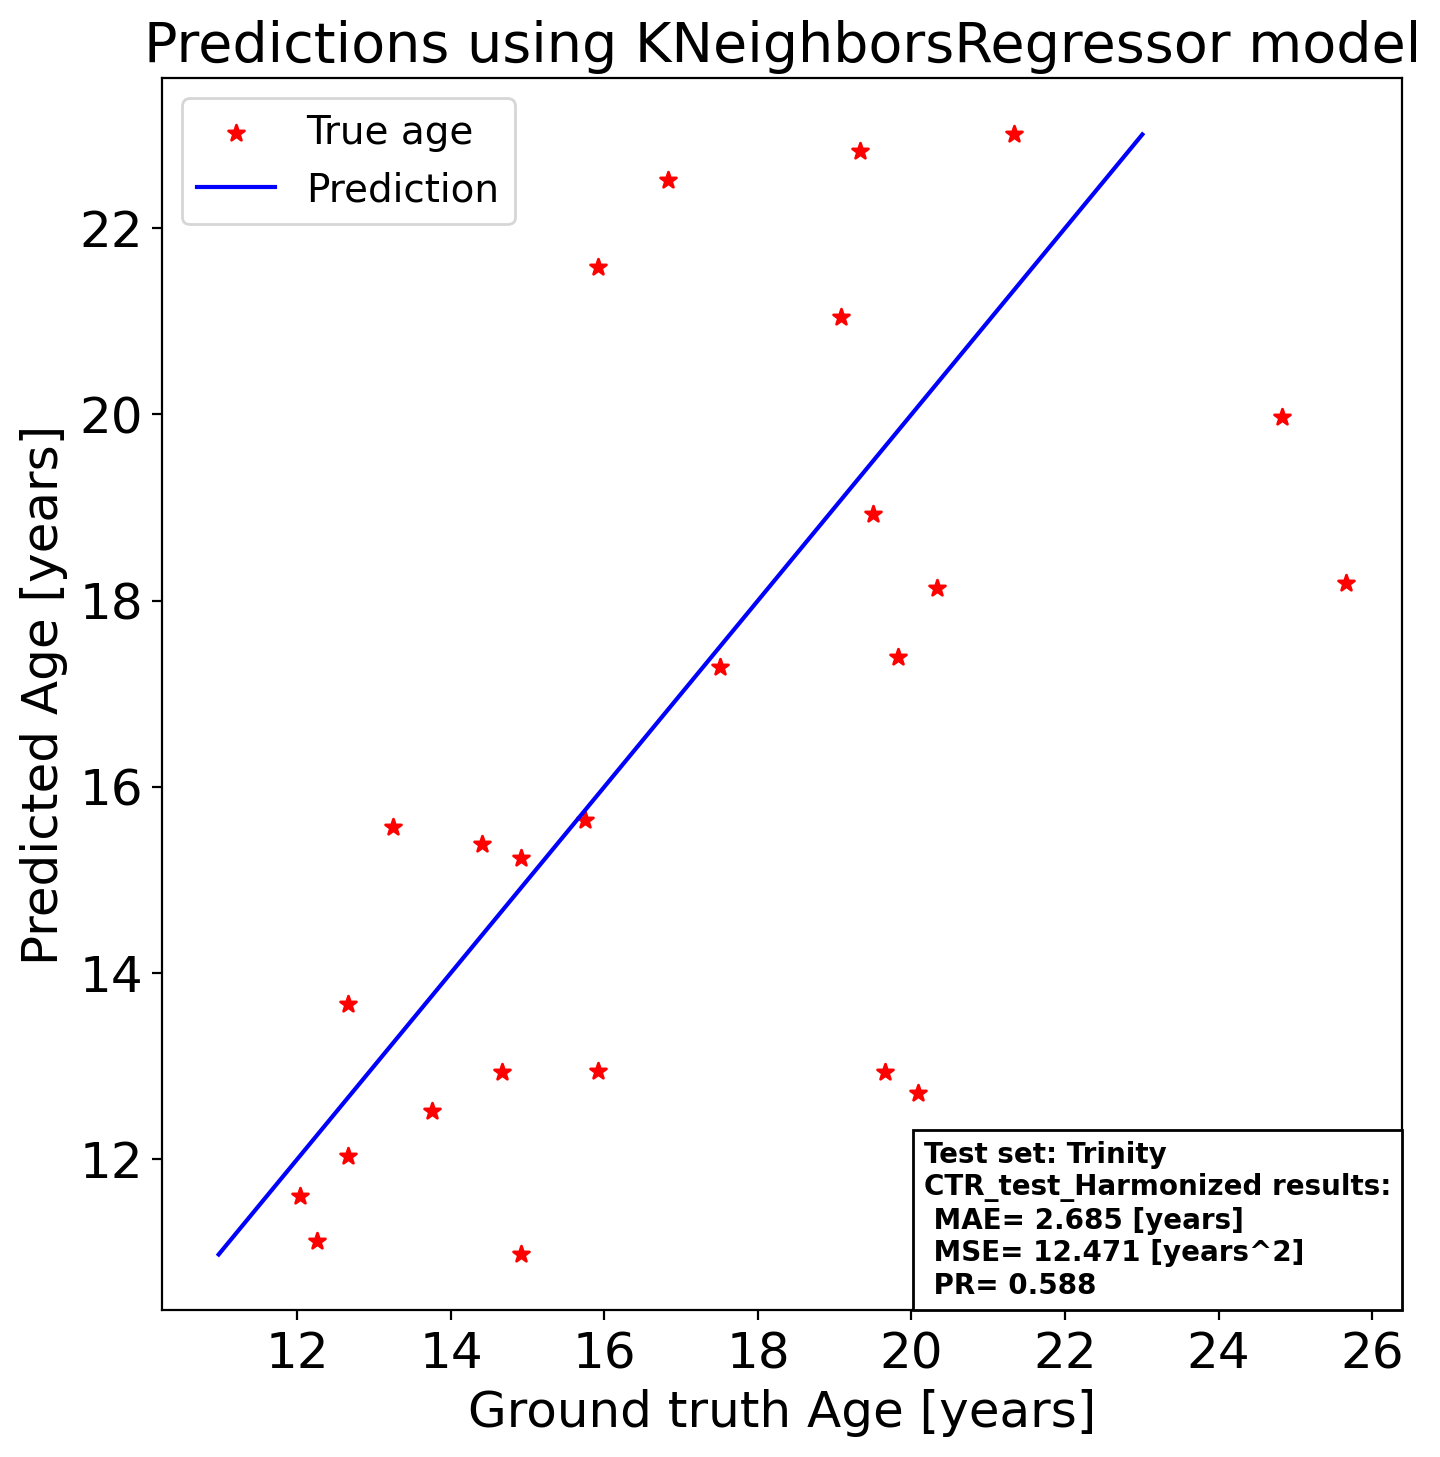 Predictions using KNeighborsRegressor model
True age
Prediction
22
20
18
16
14
12
Predicted Age [years]
Test set: Trinity
CTR_test_Harmonized results:
MAE= 2.685 [years]
MSE= 12.471 [years^2]
PR= 0.588
12 14 16 18 20 22 24 26
Ground truth Age [years]